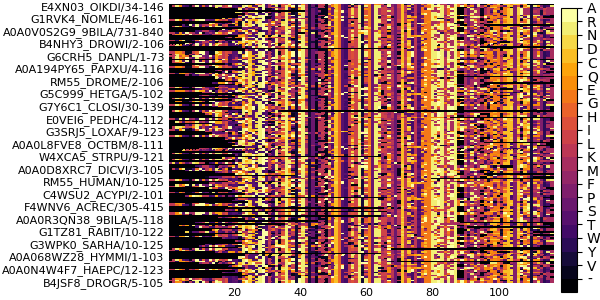 E4XN03_OIKDI/34-146
G1RVK4_NOMLE/46-161
A0A0V0S2G9_9BILA/731-840
B4NHY3_DROWI/2-106
G6CRH5_DANPL/1-73
A0A194PY65_PAPXU/4-116
RM55_DROME/2-106
G5C999_HETGA/5-102
G7Y6C1_CLOSI/30-139
E0VEI6_PEDHC/4-112
G3SRJ5_LOXAF/9-123
A0A0L8FVE8_OCTBM/8-111
W4XCA5_STRPU/9-121
A0A0D8XRC7_DICVI/3-105
RM55_HUMAN/10-125
C4WSU2_ACYPI/2-101
F4WNV6_ACREC/305-415
A0A0R3QN38_9BILA/5-118
G1TZ81_RABIT/10-122
G3WPK0_SARHA/10-125
A0A068WZ28_HYMMI/1-103
A0A0N4W4F7_HAEPC/12-123
B4JSF8_DROGR/5-105
20 40 60 80 100
A
R
N
D
C
Q
E
G
H
I
L
K
M
F
P
S
T
W
Y
V
-